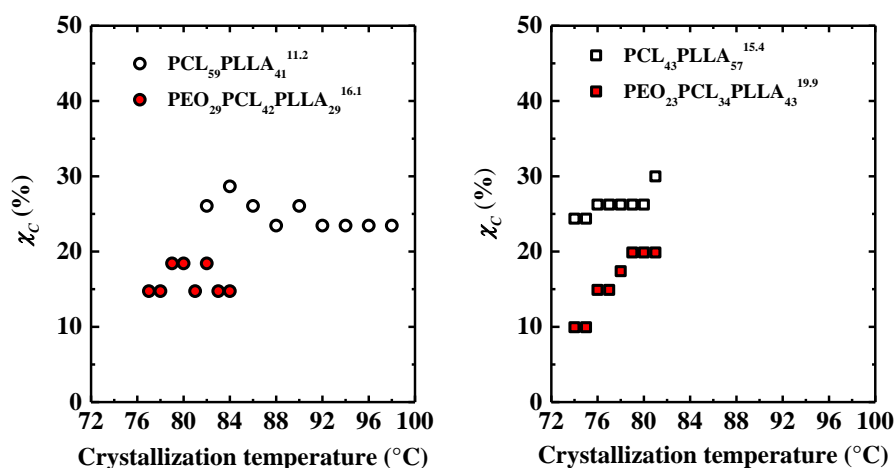 50
40
30
20
10
0
χC (%)
PCL59PLLA41 11.2
PEO29PCL42PLLA29 16.1
72 76 80 84 88 92 96 100
Crystallization temperature (°C)
50
40
30
20
10
0
χC (%)
PCL43PLLA57 15.4
PEO23PCL34PLLA43 19.9
72 76 80 84 88 92 96 100
Crystallization temperature (°C)